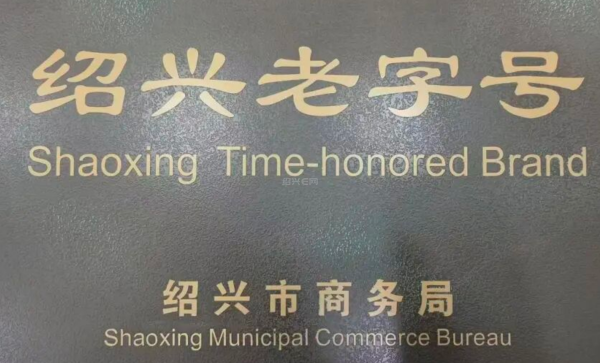 绍兴老字号
Shaoxing Time-honored Brand
绍兴市商务局
Shaoxing Municipal Commerce Bureau